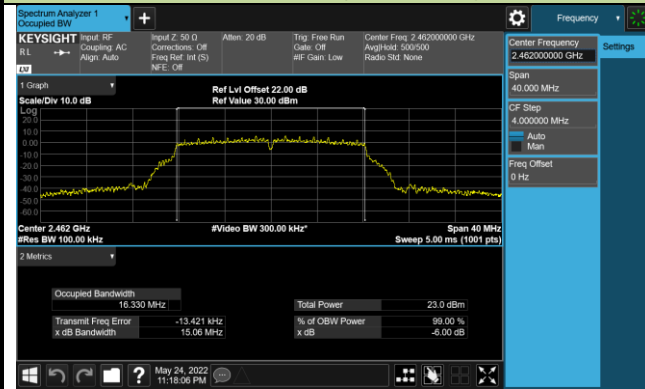 Spectrum Analyzer 1
Occupied BW
+
Frequency
KEYSIGHT
RL
LXI
Input: RF
Coupling: AC
Align: Auto
Input Z: 50 Ω
Corrections: Off
Freq Ref: Int (S)
NFE: Off
Atten: 20 dB
Trig: Free Run
Gate: Off
#IF Gain: Low
Center Freq: 2.462000000 GHz
Avg|Hold: 500/500
Radio Std: None
Center Frequency
2.462000000 GHz
Settings
Span
40.000 MHz
CF Step
4.000000 MHz
Auto
Man
Freq Offset
0 Hz
1 Graph
Scale/Div 10.0 dB
Ref Lvl Offset 22.00 dB
Ref Value 30.00 dBm
Log
20.0
10.0
0.00
-10.0
-20.0
-30.0
-40.0
-50.0
-60.0
Center 2.462 GHz
#Video BW 300.00 kHz*
Span 40 MHz
#Res BW 100.00 kHz
Sweep 5.00 ms (1001 pts)
2 Metrics
Occupied Bandwidth
16.330 MHz
Total Power 23.0 dBm
Transmit Freq Error -13.421 kHz
% of OBW Power 99.00 %
x dB Bandwidth 15.06 MHz
x dB -6.00 dB
?
May 24, 2022
11:18:06 PM